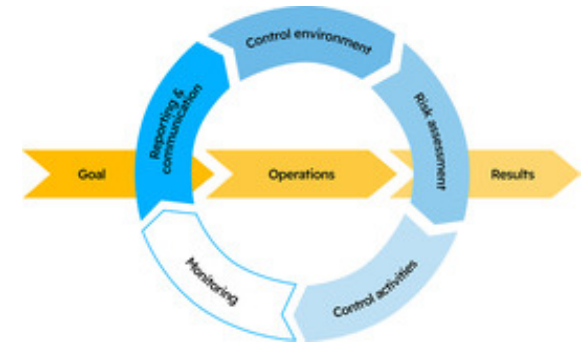 Control environment
Reporting &
communication
Risk assessment
Goal
Operations
Results
Monitoring
Control activities